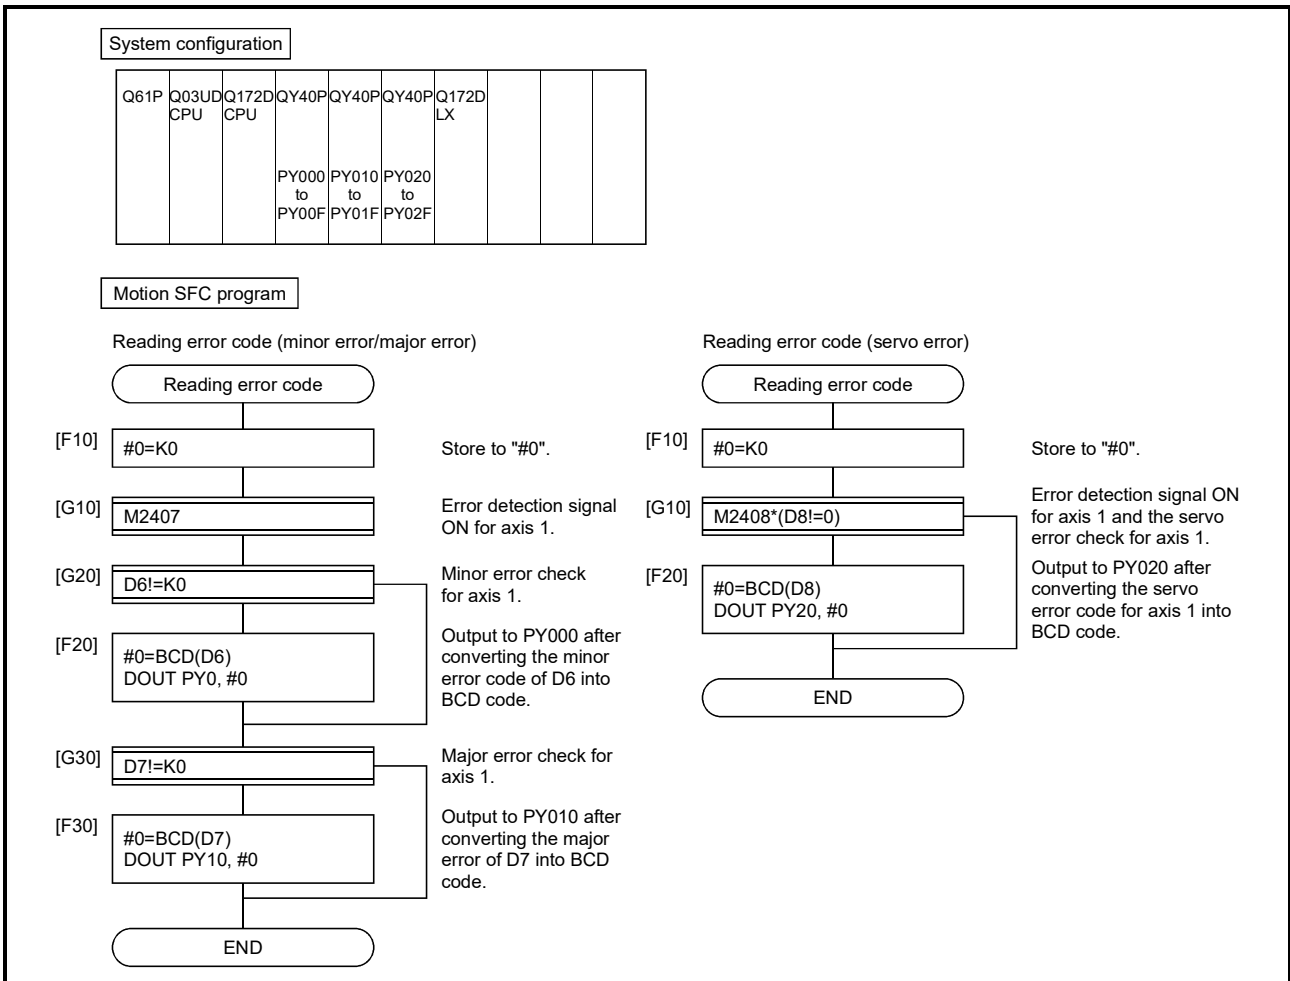 System configuration
Q61P Q03UD Q172D QY40P QY40P QY40P Q172D
CPU CPU LX
PY000 PY010 PY020
to to to
PY00F PY01F PY02F
Motion SFC program
Reading error code (minor error/major error)
Reading error code
[F10] #0=K0 Store to "#0".
[G10] M2407 Error detection signal
ON for axis 1.
[G20] D6!=K0 Minor error check
for axis 1.
[F20] #0=BCD(D6)
DOUT PY0, #0
Output to PY000 after
converting the minor
error code of D6 into
BCD code.
[G30] D7!=K0 Major error check for
axis 1.
[F30] #0=BCD(D7)
DOUT PY10, #0
Output to PY010 after
converting the major
error of D7 into BCD
code.
END
Reading error code (servo error)
Reading error code
[F10] #0=K0 Store to "#0".
[G10] M2408*(D8!=0)
Error detection signal ON
for axis 1 and the servo
error check for axis 1.
[F20] #0=BCD(D8)
DOUT PY20, #0
Output to PY020 after
converting the servo
error code for axis 1 into
BCD code.
END